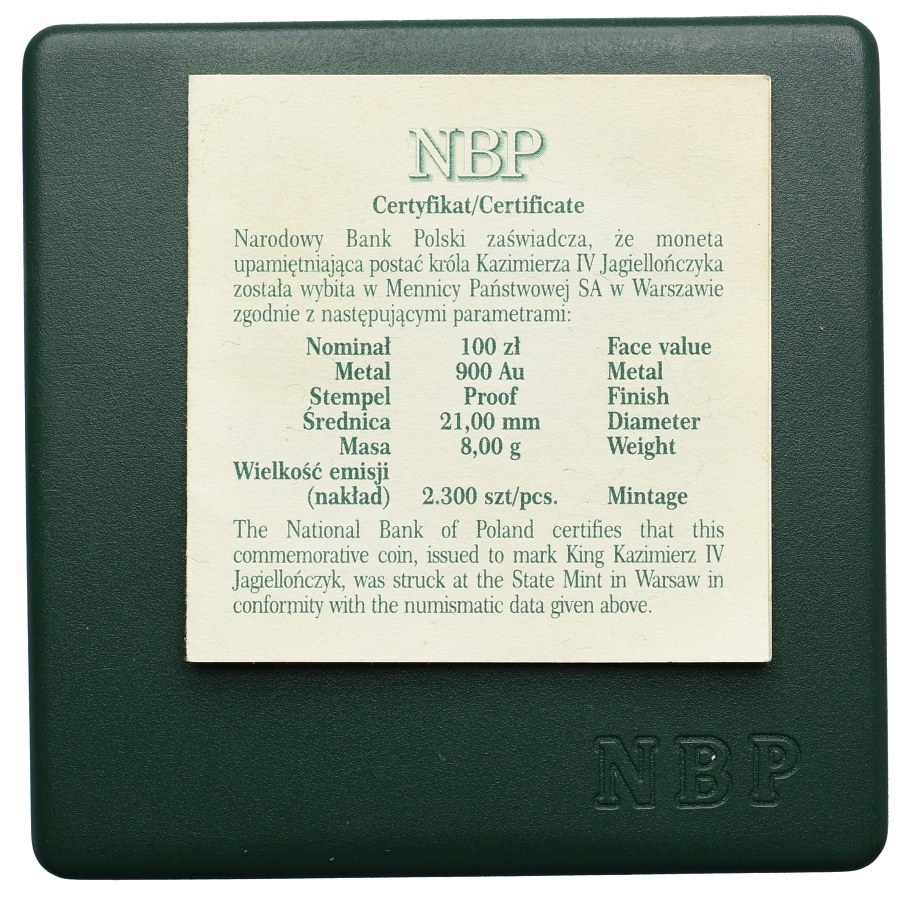 NBP
Certyfikat/Certificate
Narodowy Bank Polski zaświadcza, że moneta
upamiętniająca postać króla Kazimierza IV Jagiellończyka
została wybita w Mennicy Państwowej SA w Warszawie
zgodnie z następującymi parametrami:
Nominał 100 zł Face value
Metal 900 Au Metal
Stempel Proof Finish
Średnica 21,00 mm Diameter
Masa 8,00 g Weight
Wielkość emisji
(nakład) 2.300 szt/pcs. Mintage
The National Bank of Poland certifies that this
commemorative coin, issued to mark King Kazimierz IV
Jagiellończyk, was struck at the State Mint in Warsaw in
conformity with the numismatic data given above.
NBP